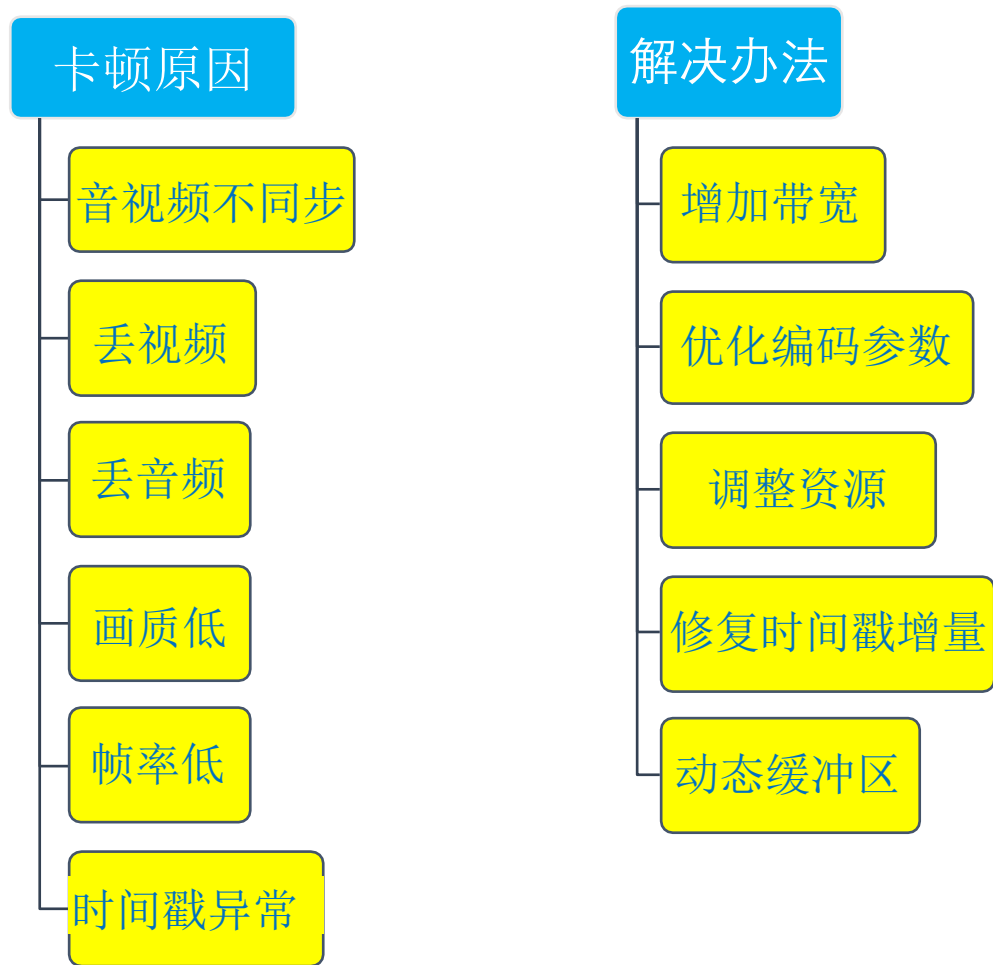 卡顿原因
音视频不同步
丢视频
丢音频
画质低
帧率低
时间戳异常
解决办法
增加带宽
优化编码参数
调整资源
修复时间戳增量
动态缓冲区